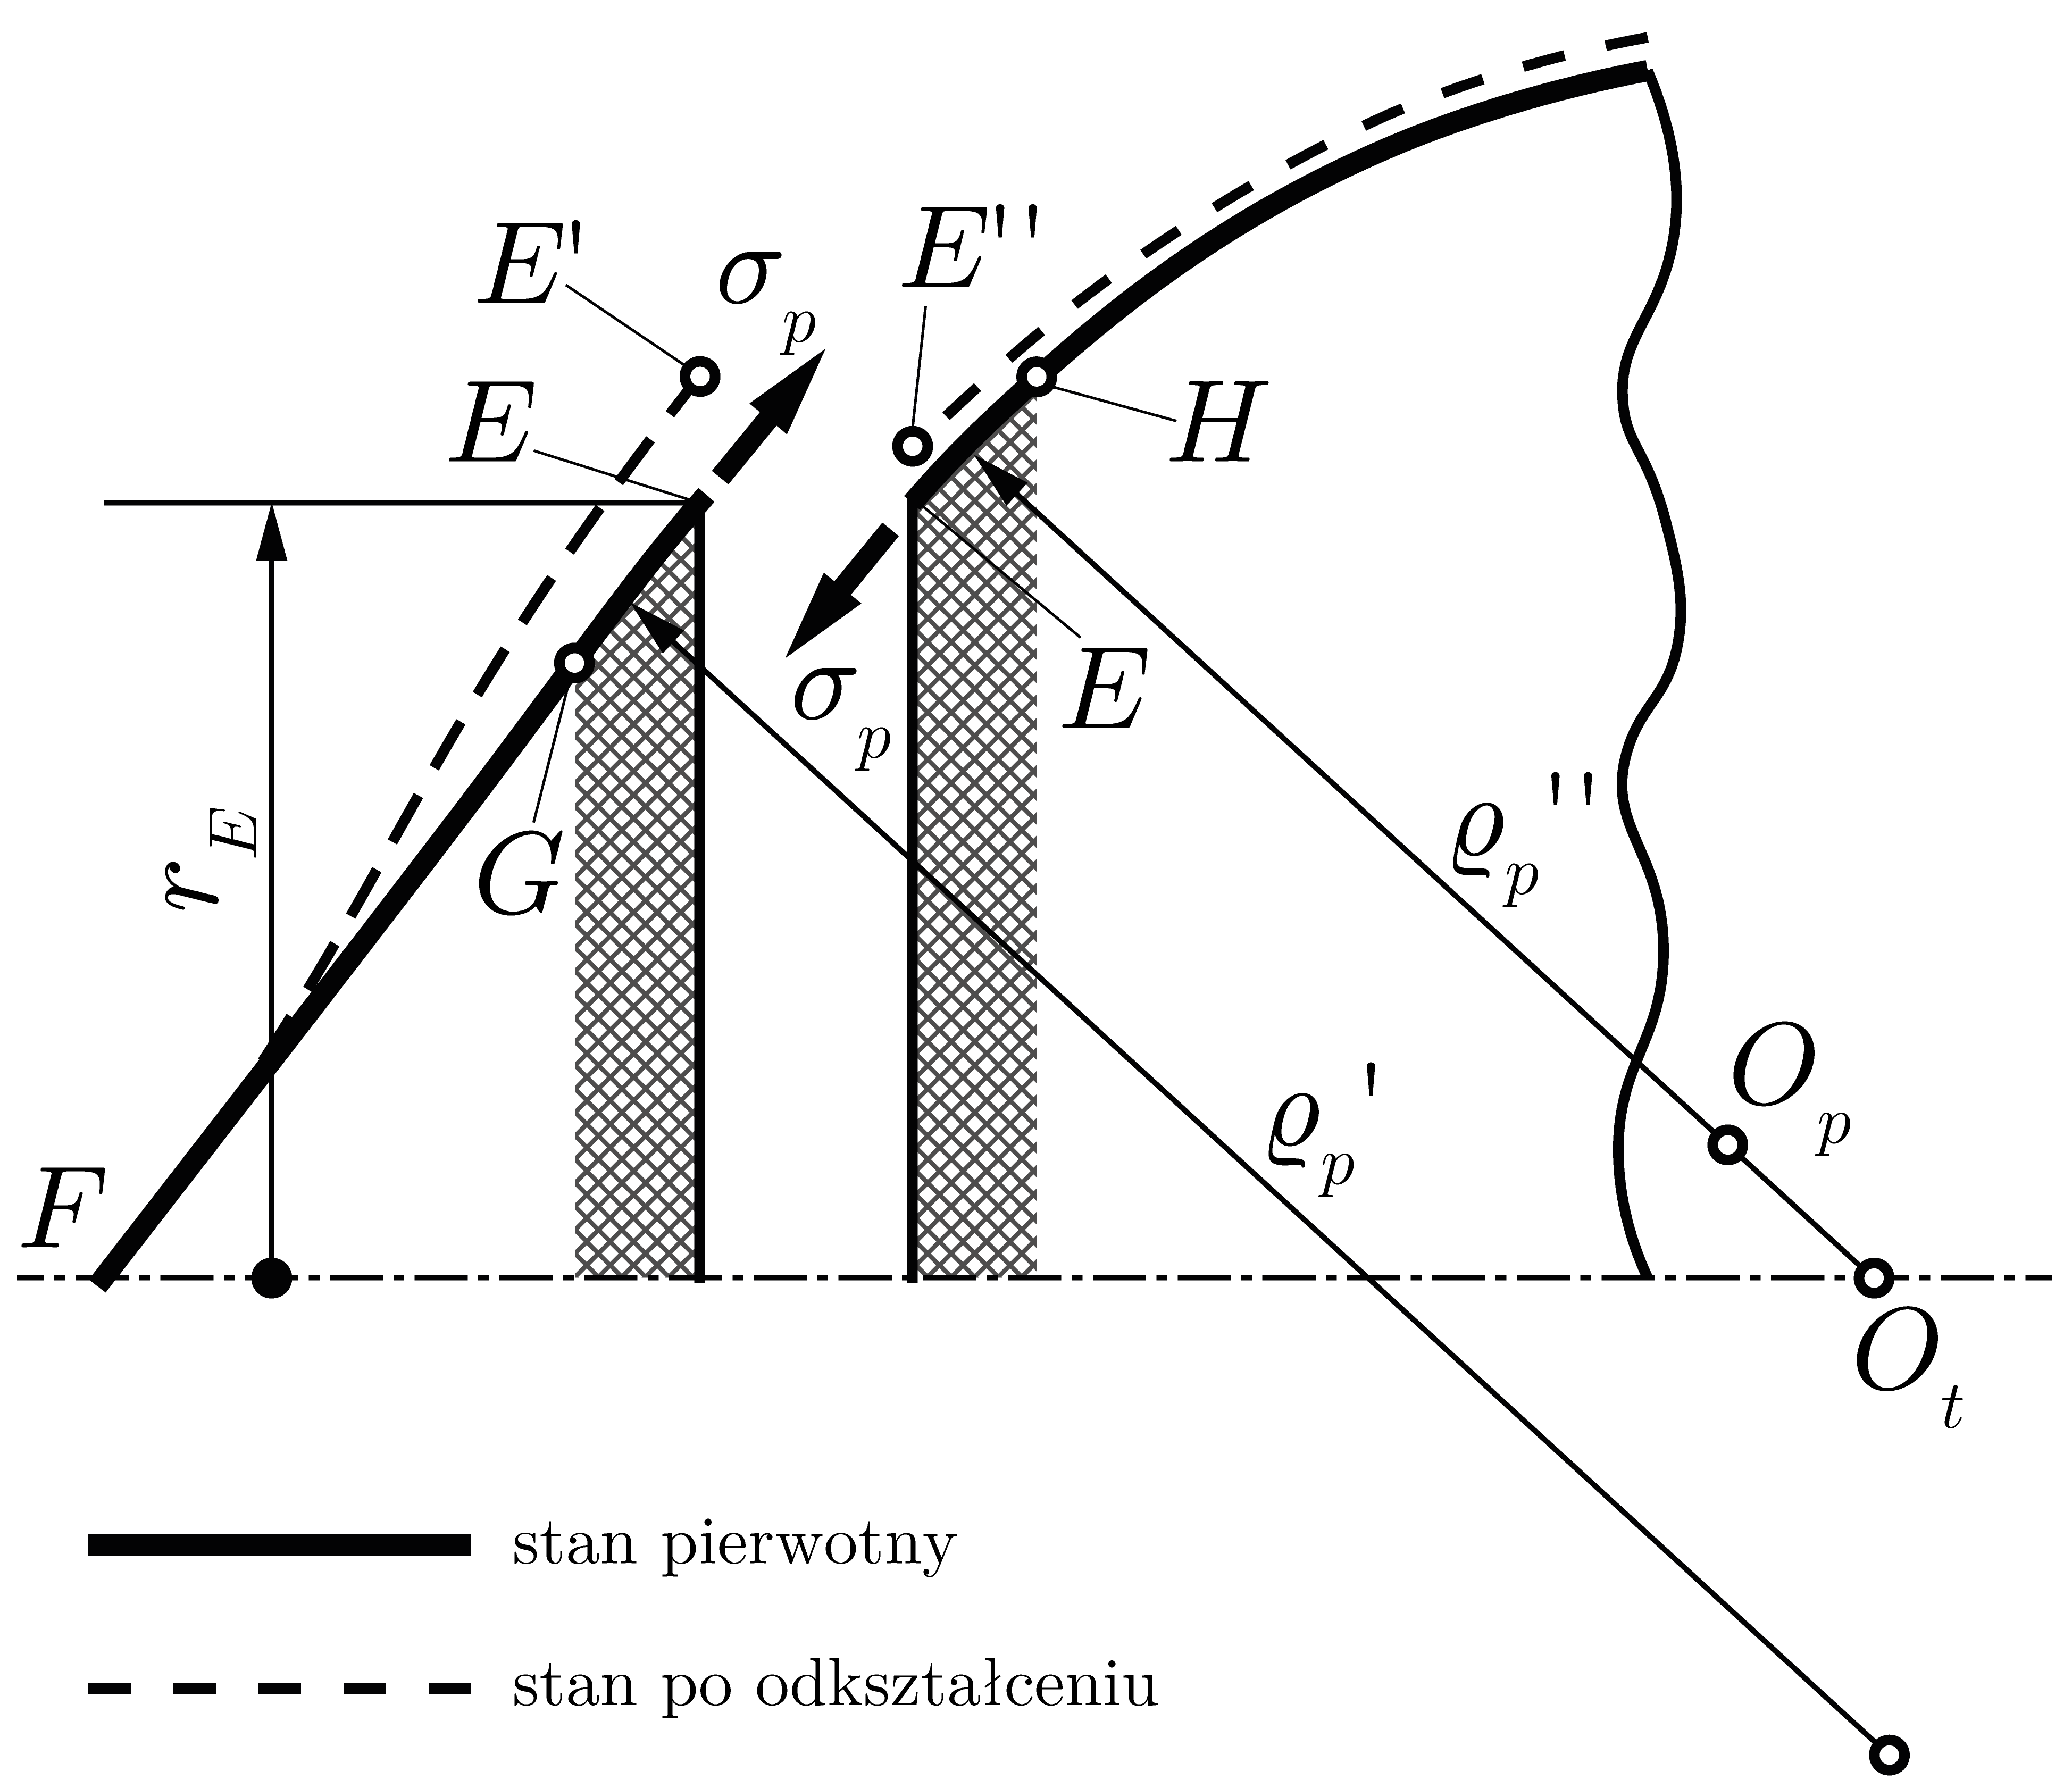 E'
σp
E''
E
H
σp
E
rE
G
ϱp''
ϱp'
Op
F
Ot
stan pierwotny
stan po odkształceniu